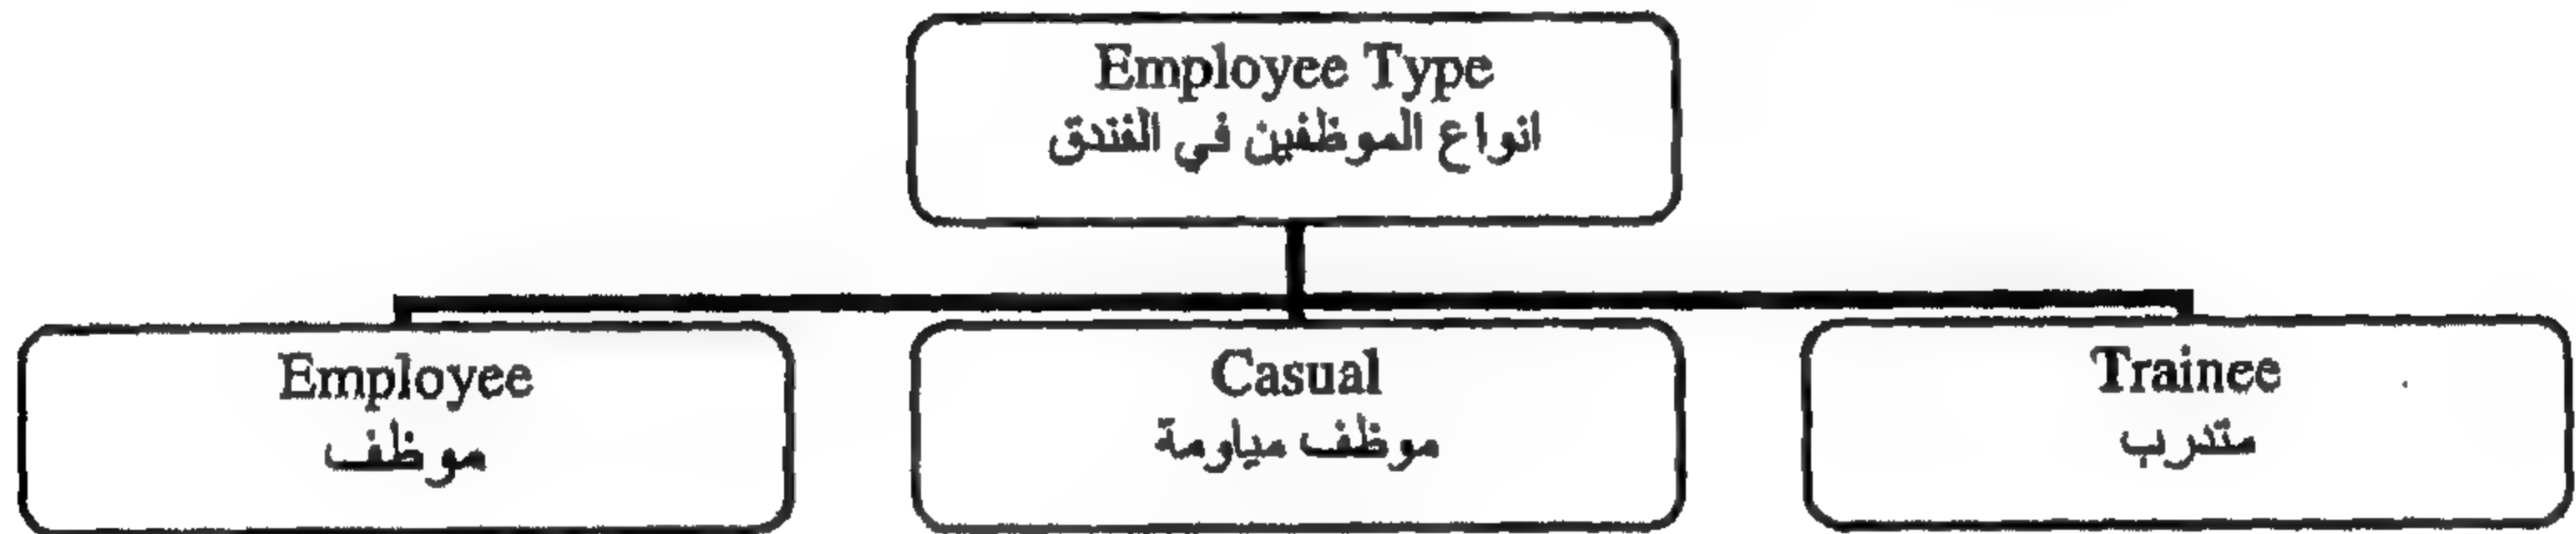 Employee Type
انواع الموظفين في الفندق
Employee
موظف
Casual
موظف مياومة
Trainee
متدرب